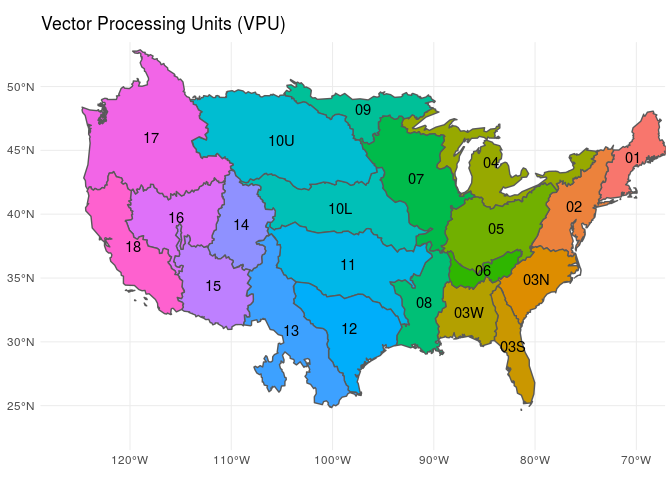 Vector Processing Units (VPU)
50°N
45°N
40°N
35°N
30°N
25°N
09
17
10U
01
04
07
10L
02
16
14
05
18
11
06
03N
15
08
03W
13
12
03S
120°W 110°W 100°W 90°W 80°W 70°W